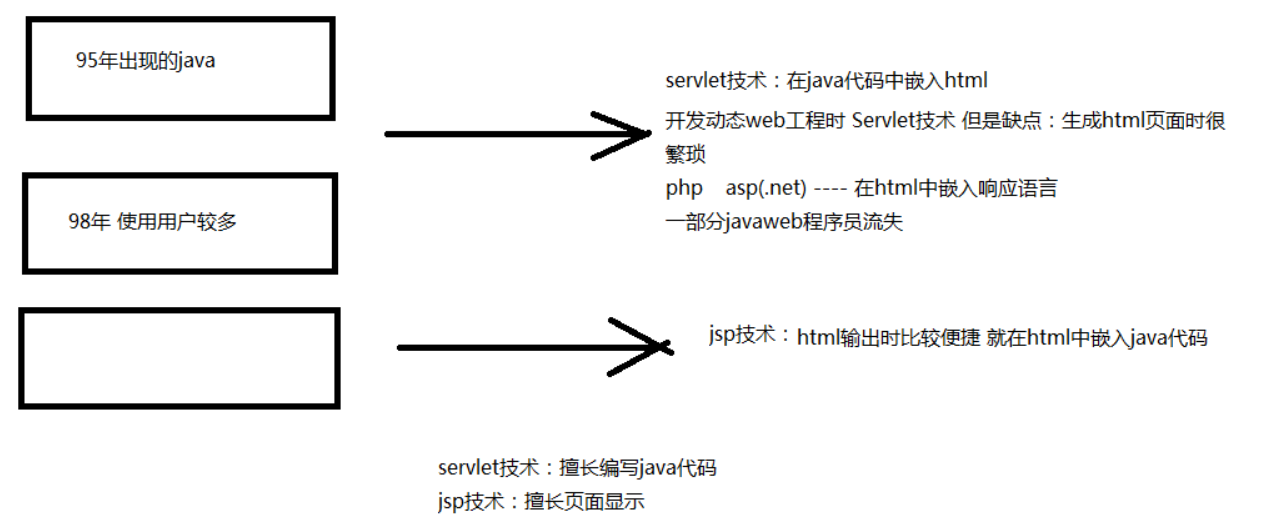 95年出现的java
servlet技术：在java代码中嵌入html
开发动态web工程时 Servlet技术 但是缺点：生成html页面时很
繁琐
php asp(.net) ---- 在html中嵌入响应语言
一部分javaweb程序员流失
98年 使用用户较多
jsp技术：html输出时比较便捷 就在html中嵌入java代码
servlet技术：擅长编写java代码
jsp技术：擅长页面显示